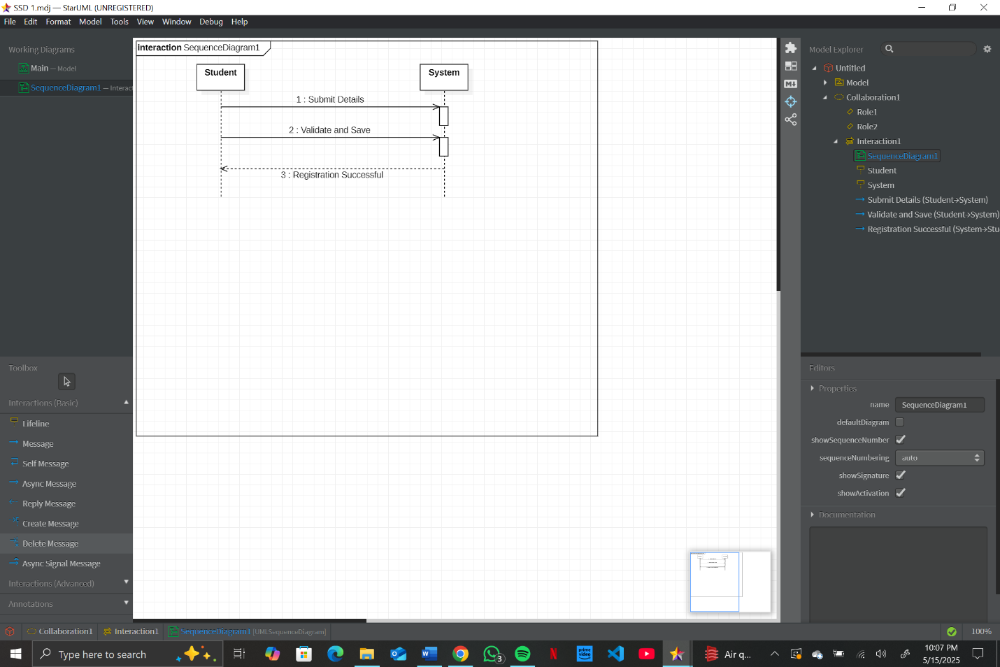 SSD 1.mdj — StarUML (UNREGISTERED)
File Edit Format Model Tools View Window Debug Help
Working Diagrams
Main — Model
SequenceDiagram1 — Interact
interaction SequenceDiagram1
Student
System
1 : Submit Details
2 : Validate and Save
3 : Registration Successful
Toolbox
Interactions (Basic)
Lifeline
Message
Self Message
Async Message
Reply Message
Create Message
Delete Message
Async Signal Message
Interactions (Advanced)
Annotations
Model Explorer
Untitled
Model
Collaboration1
Role1
Role2
Interaction1
SequenceDiagram1
Student
System
Submit Details (Student→System)
Validate and Save (Student→System)
Registration Successful (System→Stu
Editors
Properties
name SequenceDiagram1
defaultDiagram
showSequenceNumber
sequenceNumbering auto
showSignature
showActivation
Documentation
Collaboration1 Interaction1 SequenceDiagram1 [UMLSequenceDiagram] 100%
Type here to search
3
prime video
Air q...
10:07 PM
5/15/2025